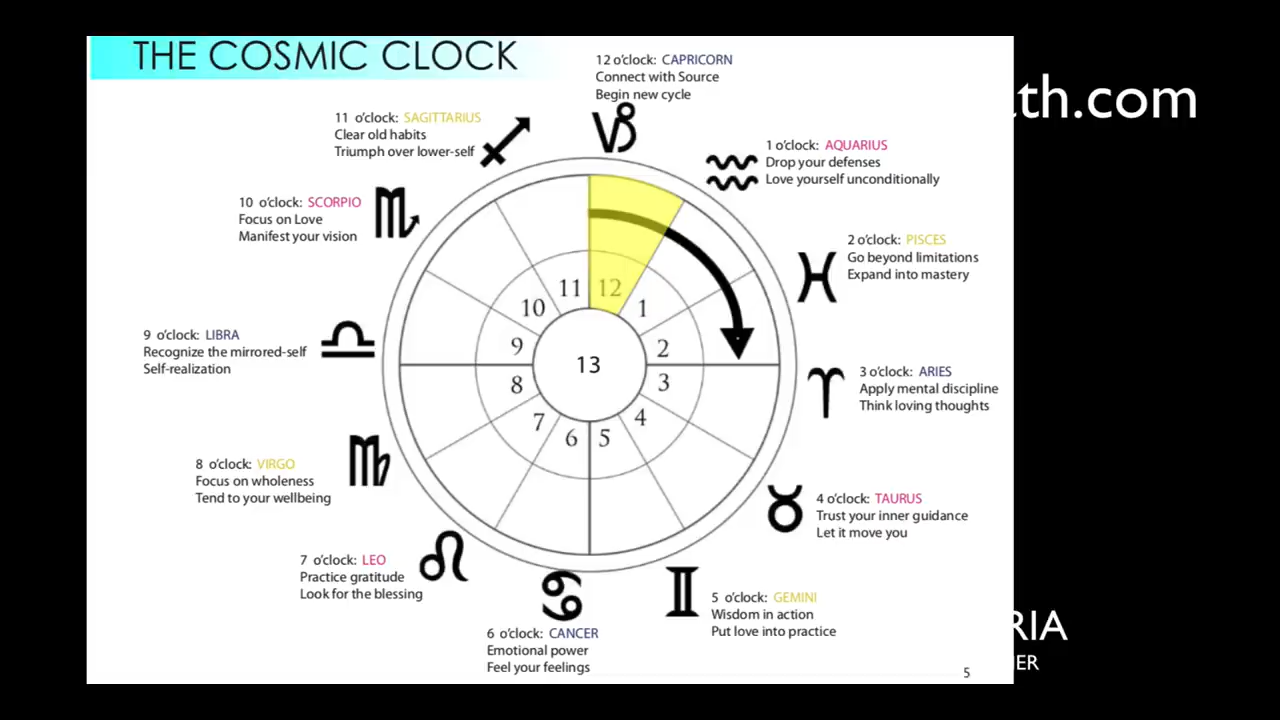 THE COSMIC CLOCK
12 o'clock: CAPRICORN
Connect with Source
Begin new cycle
11 o'clock: SAGITTARIUS
Clear old habits
Triumph over lower-self
1 o'clock: AQUARIUS
Drop your defenses
Love yourself unconditionally
10 o'clock: SCORPIO
Focus on Love
Manifest your vision
2 o'clock: PISCES
Go beyond limitations
Expand into mastery
9 o'clock: LIBRA
Recognize the mirrored-self
Self-realization
3 o'clock: ARIES
Apply mental discipline
Think loving thoughts
8 o'clock: VIRGO
Focus on wholeness
Tend to your wellbeing
4 o'clock: TAURUS
Trust your inner guidance
Let it move you
7 o'clock: LEO
Practice gratitude
Look for the blessing
5 o'clock: GEMINI
Wisdom in action
Put love into practice
6 o'clock: CANCER
Emotional power
Feel your feelings
11 12
10 1
9 2
13
8 3
7 4
6 5
5
th.com
RIA